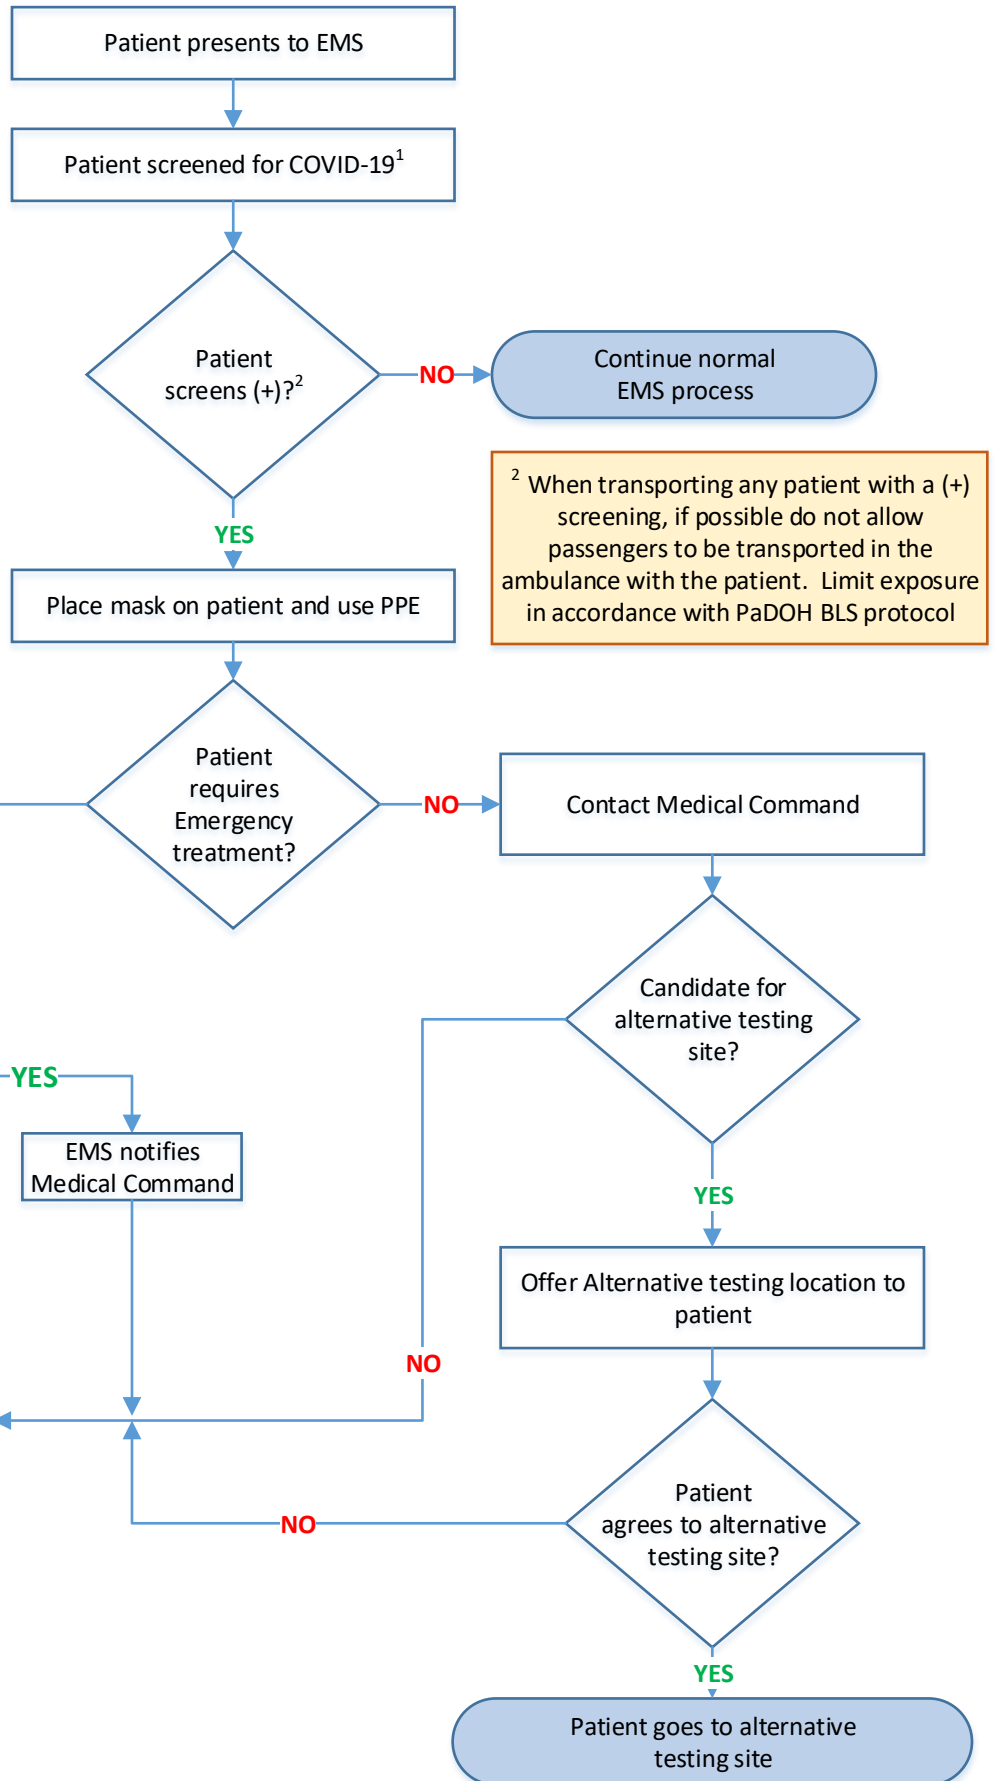 Patient presents to EMS
Patient screened for COVID-19¹
Patient
screens (+)?²
NO
Continue normal
EMS process
² When transporting any patient with a (+)
screening, if possible do not allow
passengers to be transported in the
ambulance with the patient.  Limit exposure
in accordance with PaDOH BLS protocol
YES
Place mask on patient and use PPE
Patient
requires
Emergency
treatment?
NO
Contact Medical Command
Candidate for
alternative testing
site?
YES
EMS notifies
Medical Command
YES
Offer Alternative testing location to
patient
NO
Patient
agrees to alternative
testing site?
NO
YES
Patient goes to alternative
testing site